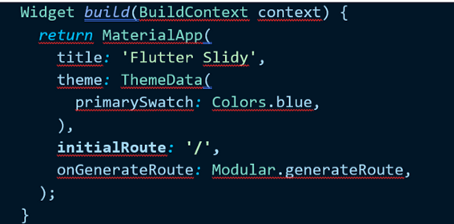 Widget build(BuildContext context) {
return MaterialApp(
title: 'Flutter Slidy',
theme: ThemeData(
primarySwatch: Colors.blue,
),
initialRoute: '/',
onGenerateRoute: Modular.generateRoute,
);
}